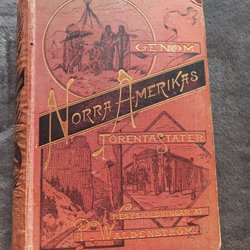 GENOM
NORRA AMERIKAS
FÖRENTA STATER
RESESKILDRINGAR AF
P. WALDENSTRÖM